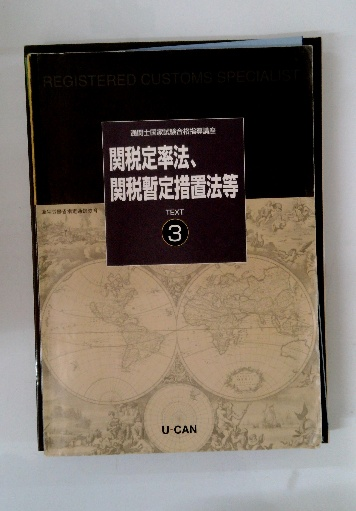 REGISTERED CUSTOMS SPECIALIST
通関士国家試験合格指導講座
関税定率法、
関税暫定措置法等
TEXT
3
U-CAN